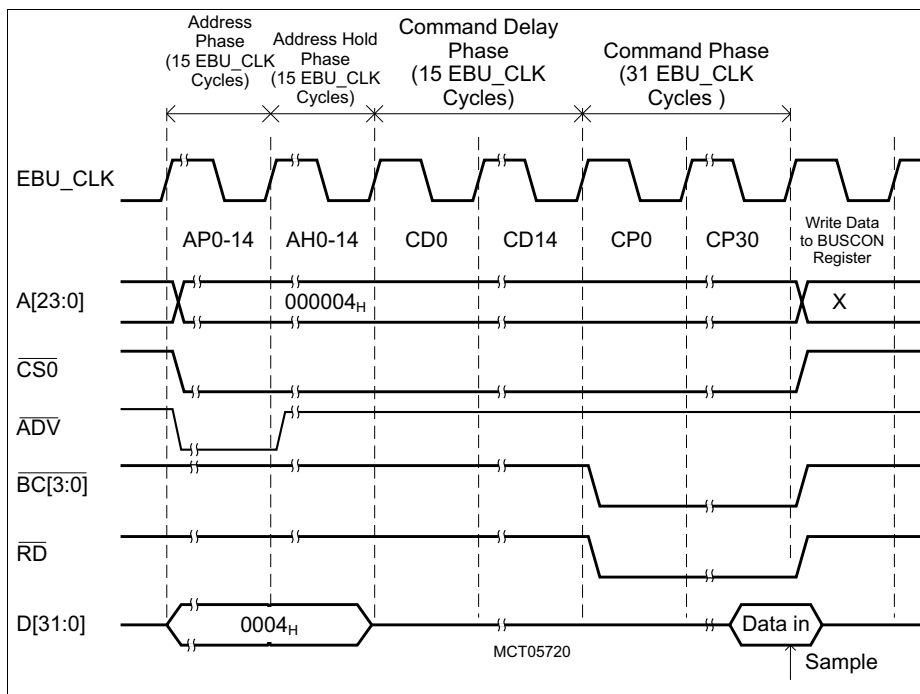 Address
Phase
(15 EBU_CLK
Cycles)
Address Hold
Phase
(15 EBU_CLK
Cycles)
Command Delay
Phase
(15 EBU_CLK
Cycles)
Command Phase
(31 EBU_CLK
Cycles )
EBU_CLK
AP0-14
AH0-14
CD0
CD14
CP0
CP30
Write Data
to BUSCON
Register
A[23:0]
000004H
X
CS0
ADV
BC[3:0]
RD
D[31:0]
0004H
Data in
MCT05720
Sample